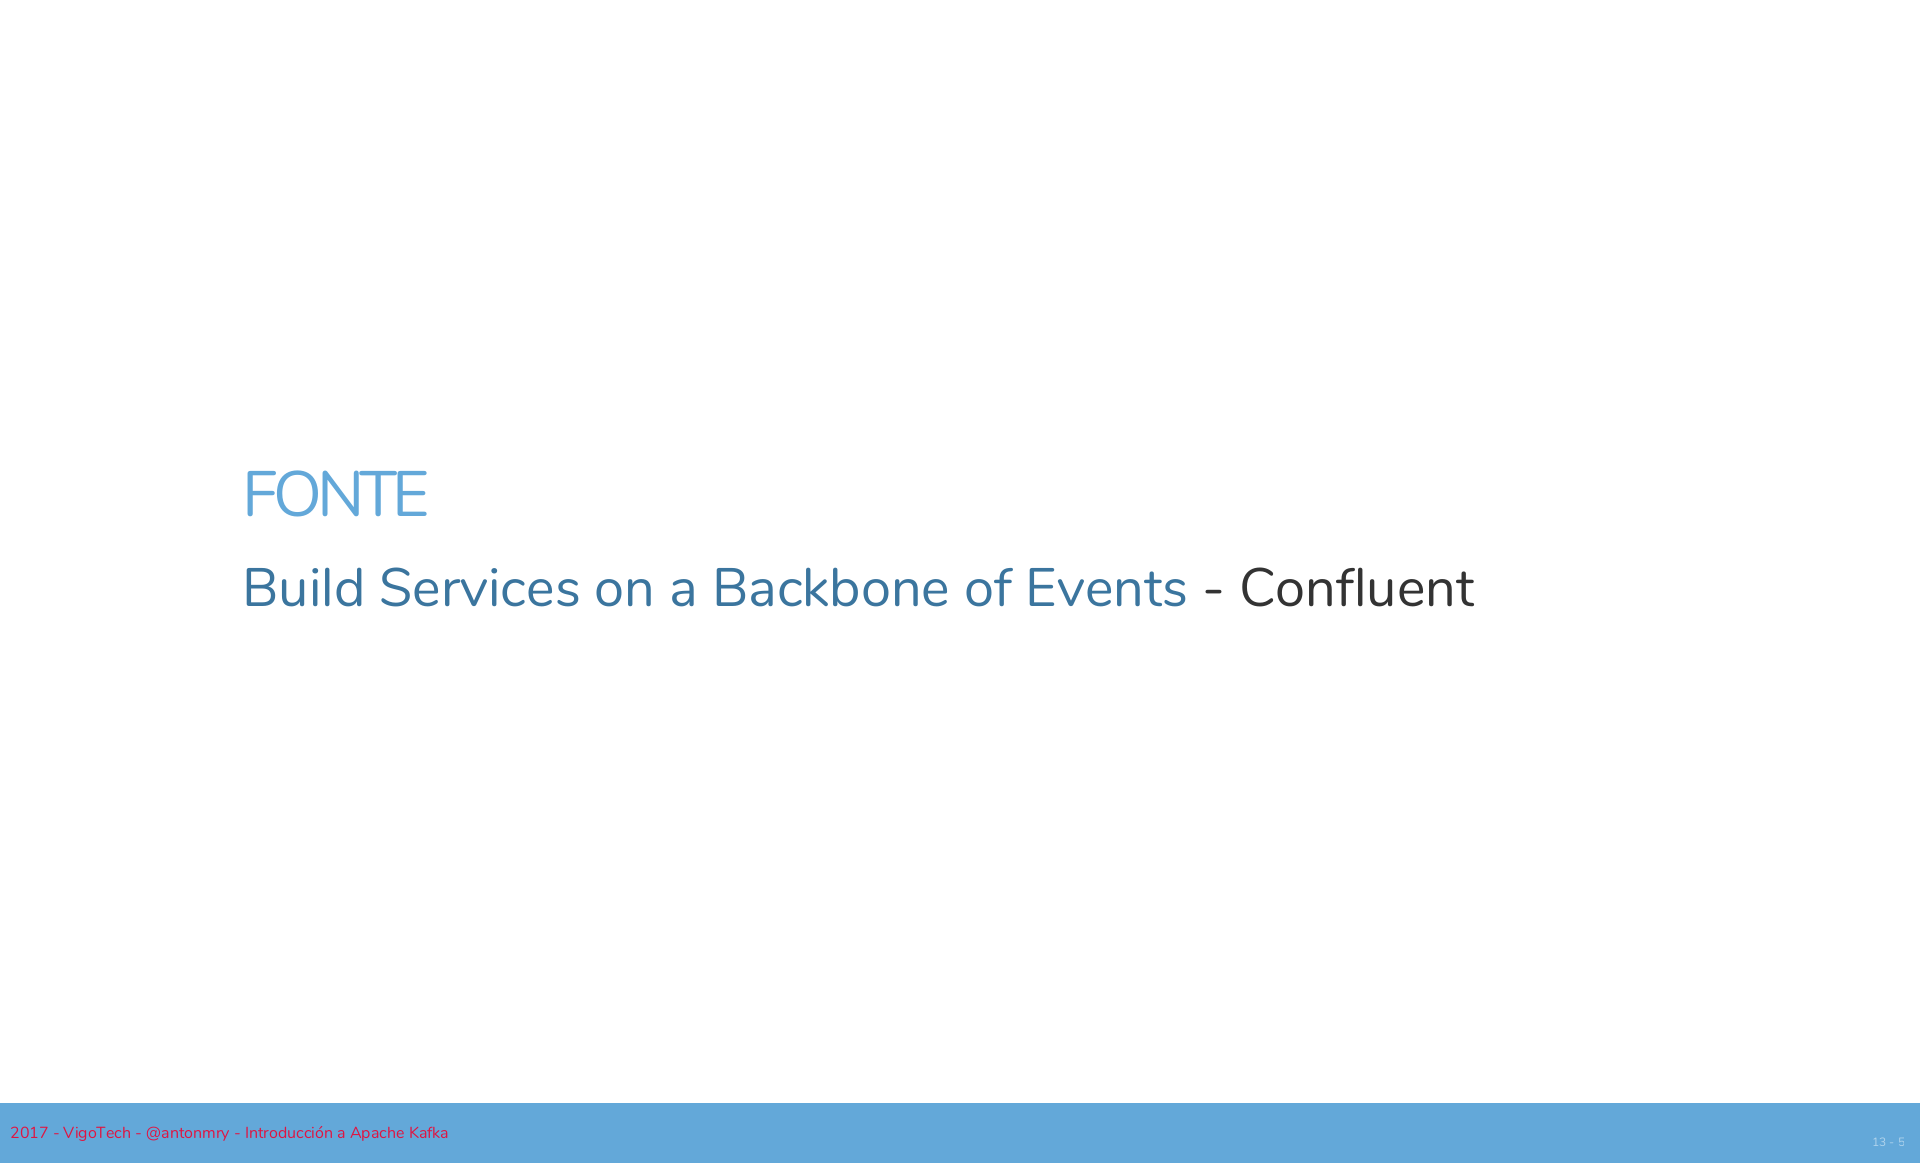 FONTE
Build Services on a Backbone of Events - Confluent
2017 - VigoTech - @antonmry - Introducción a Apache Kafka
13 - 5